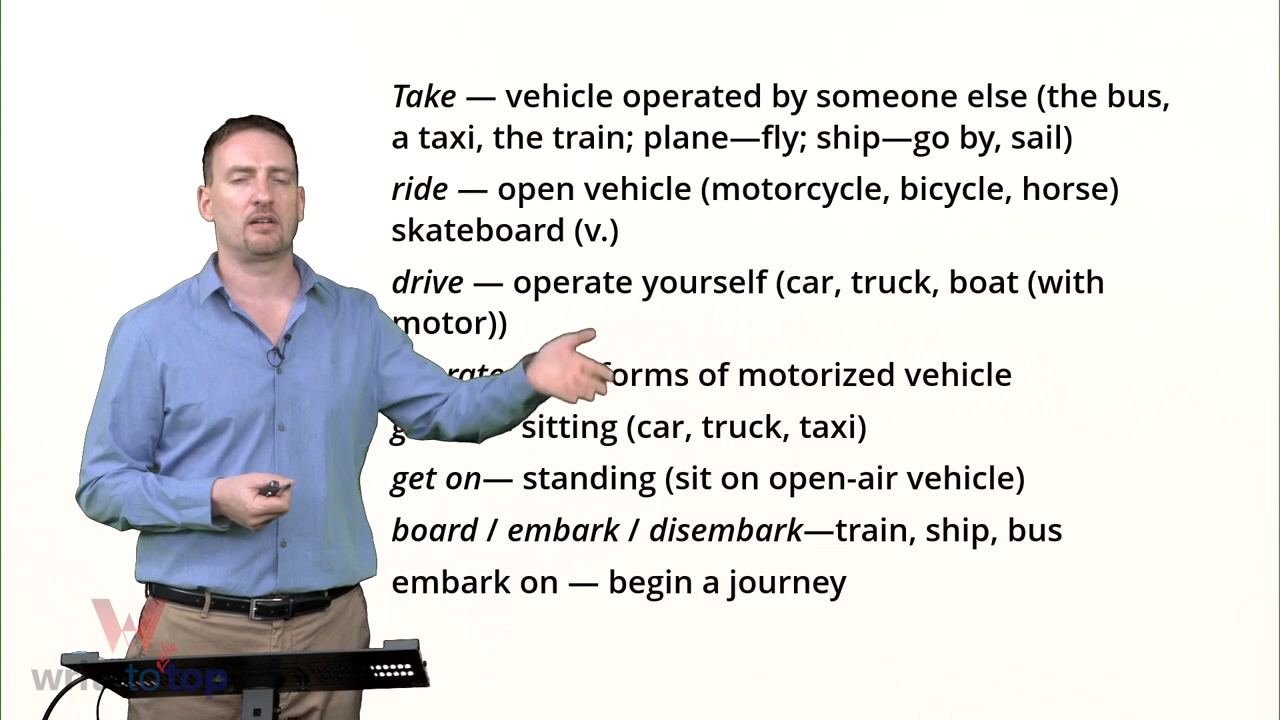 Take — vehicle operated by someone else (the bus,
a taxi, the train; plane—fly; ship—go by, sail)
ride — open vehicle (motorcycle, bicycle, horse)
skateboard (v.)
drive — operate yourself (car, truck, boat (with
motor))
forms of motorized vehicle
sitting (car, truck, taxi)
get on— standing (sit on open-air vehicle)
board / embark / disembark—train, ship, bus
embark on — begin a journey
W
the
to top